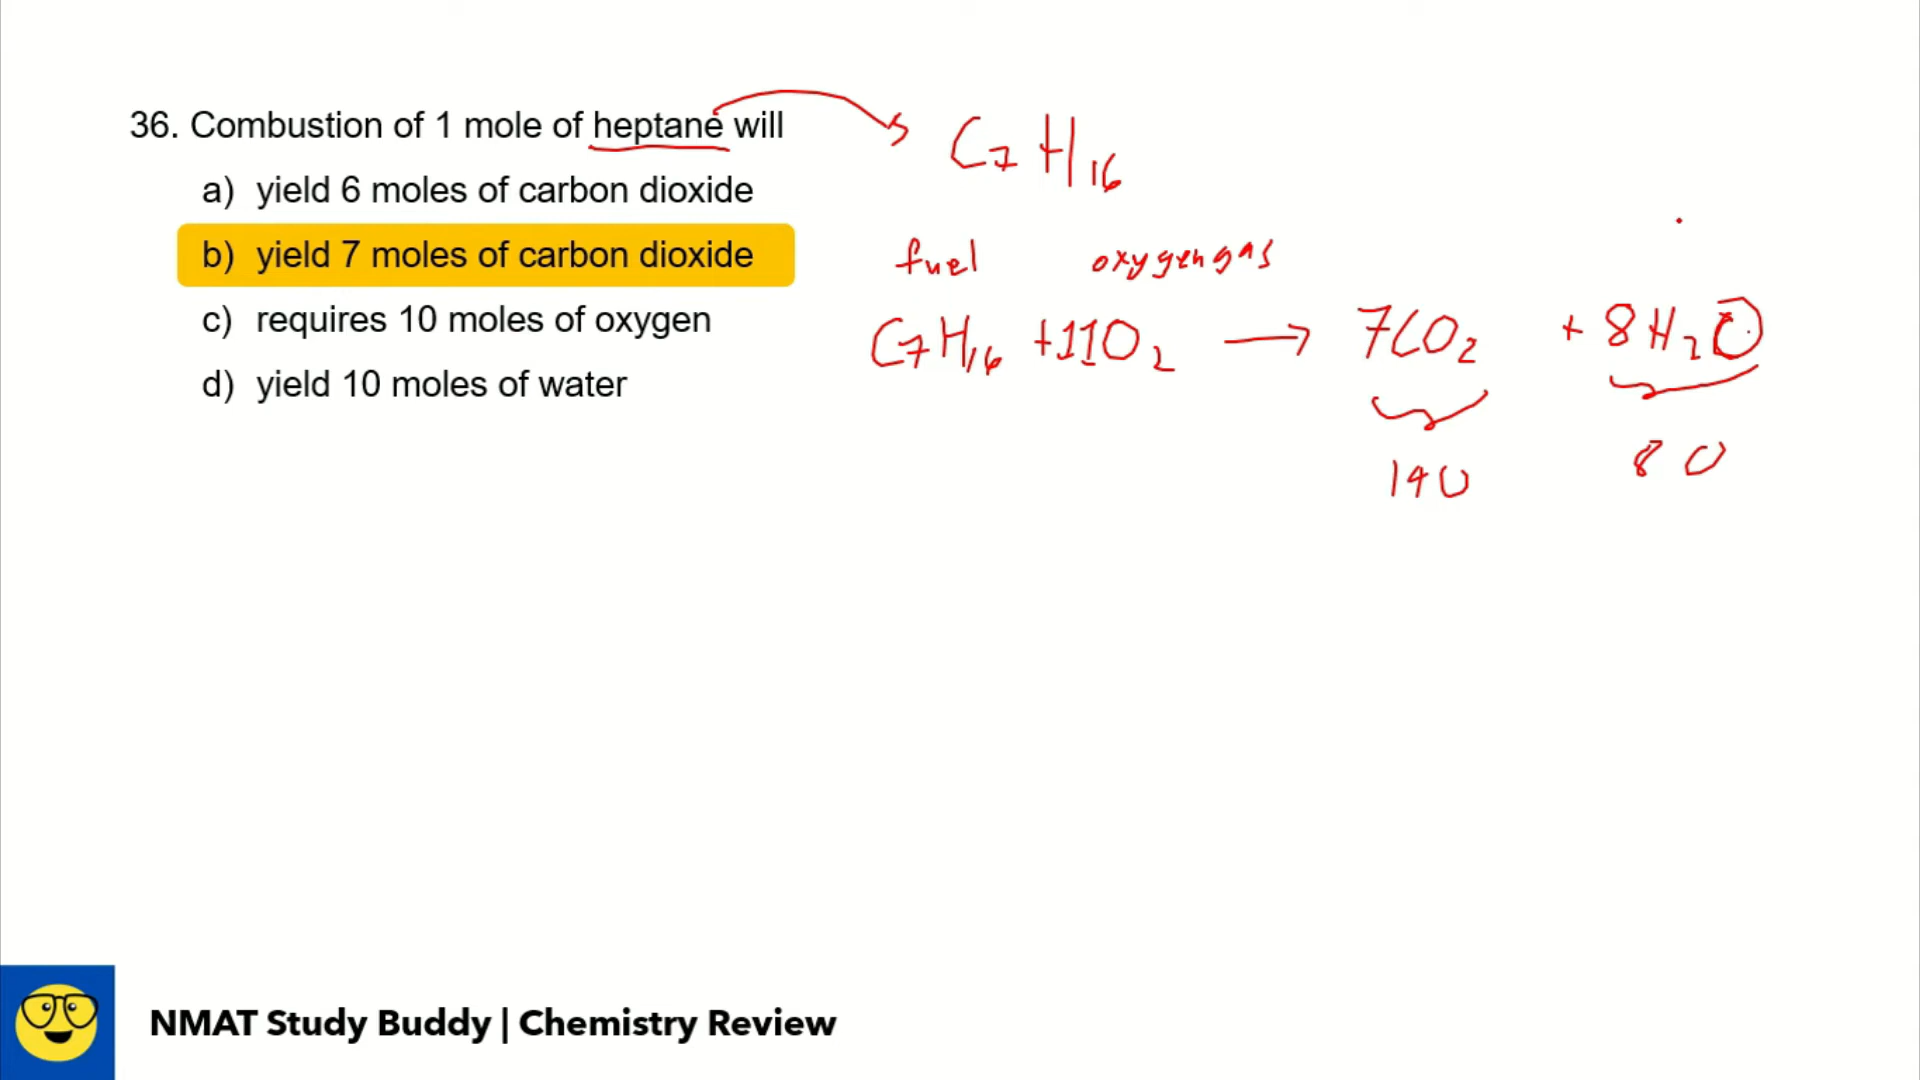 36. Combustion of 1 mole of heptane will
a) yield 6 moles of carbon dioxide
b) yield 7 moles of carbon dioxide
c) requires 10 moles of oxygen
d) yield 10 moles of water
C7H16
fuel oxygen gas
C7H16 + 11O2 → 7CO2 + 8H2O
14O 8O
NMAT Study Buddy | Chemistry Review